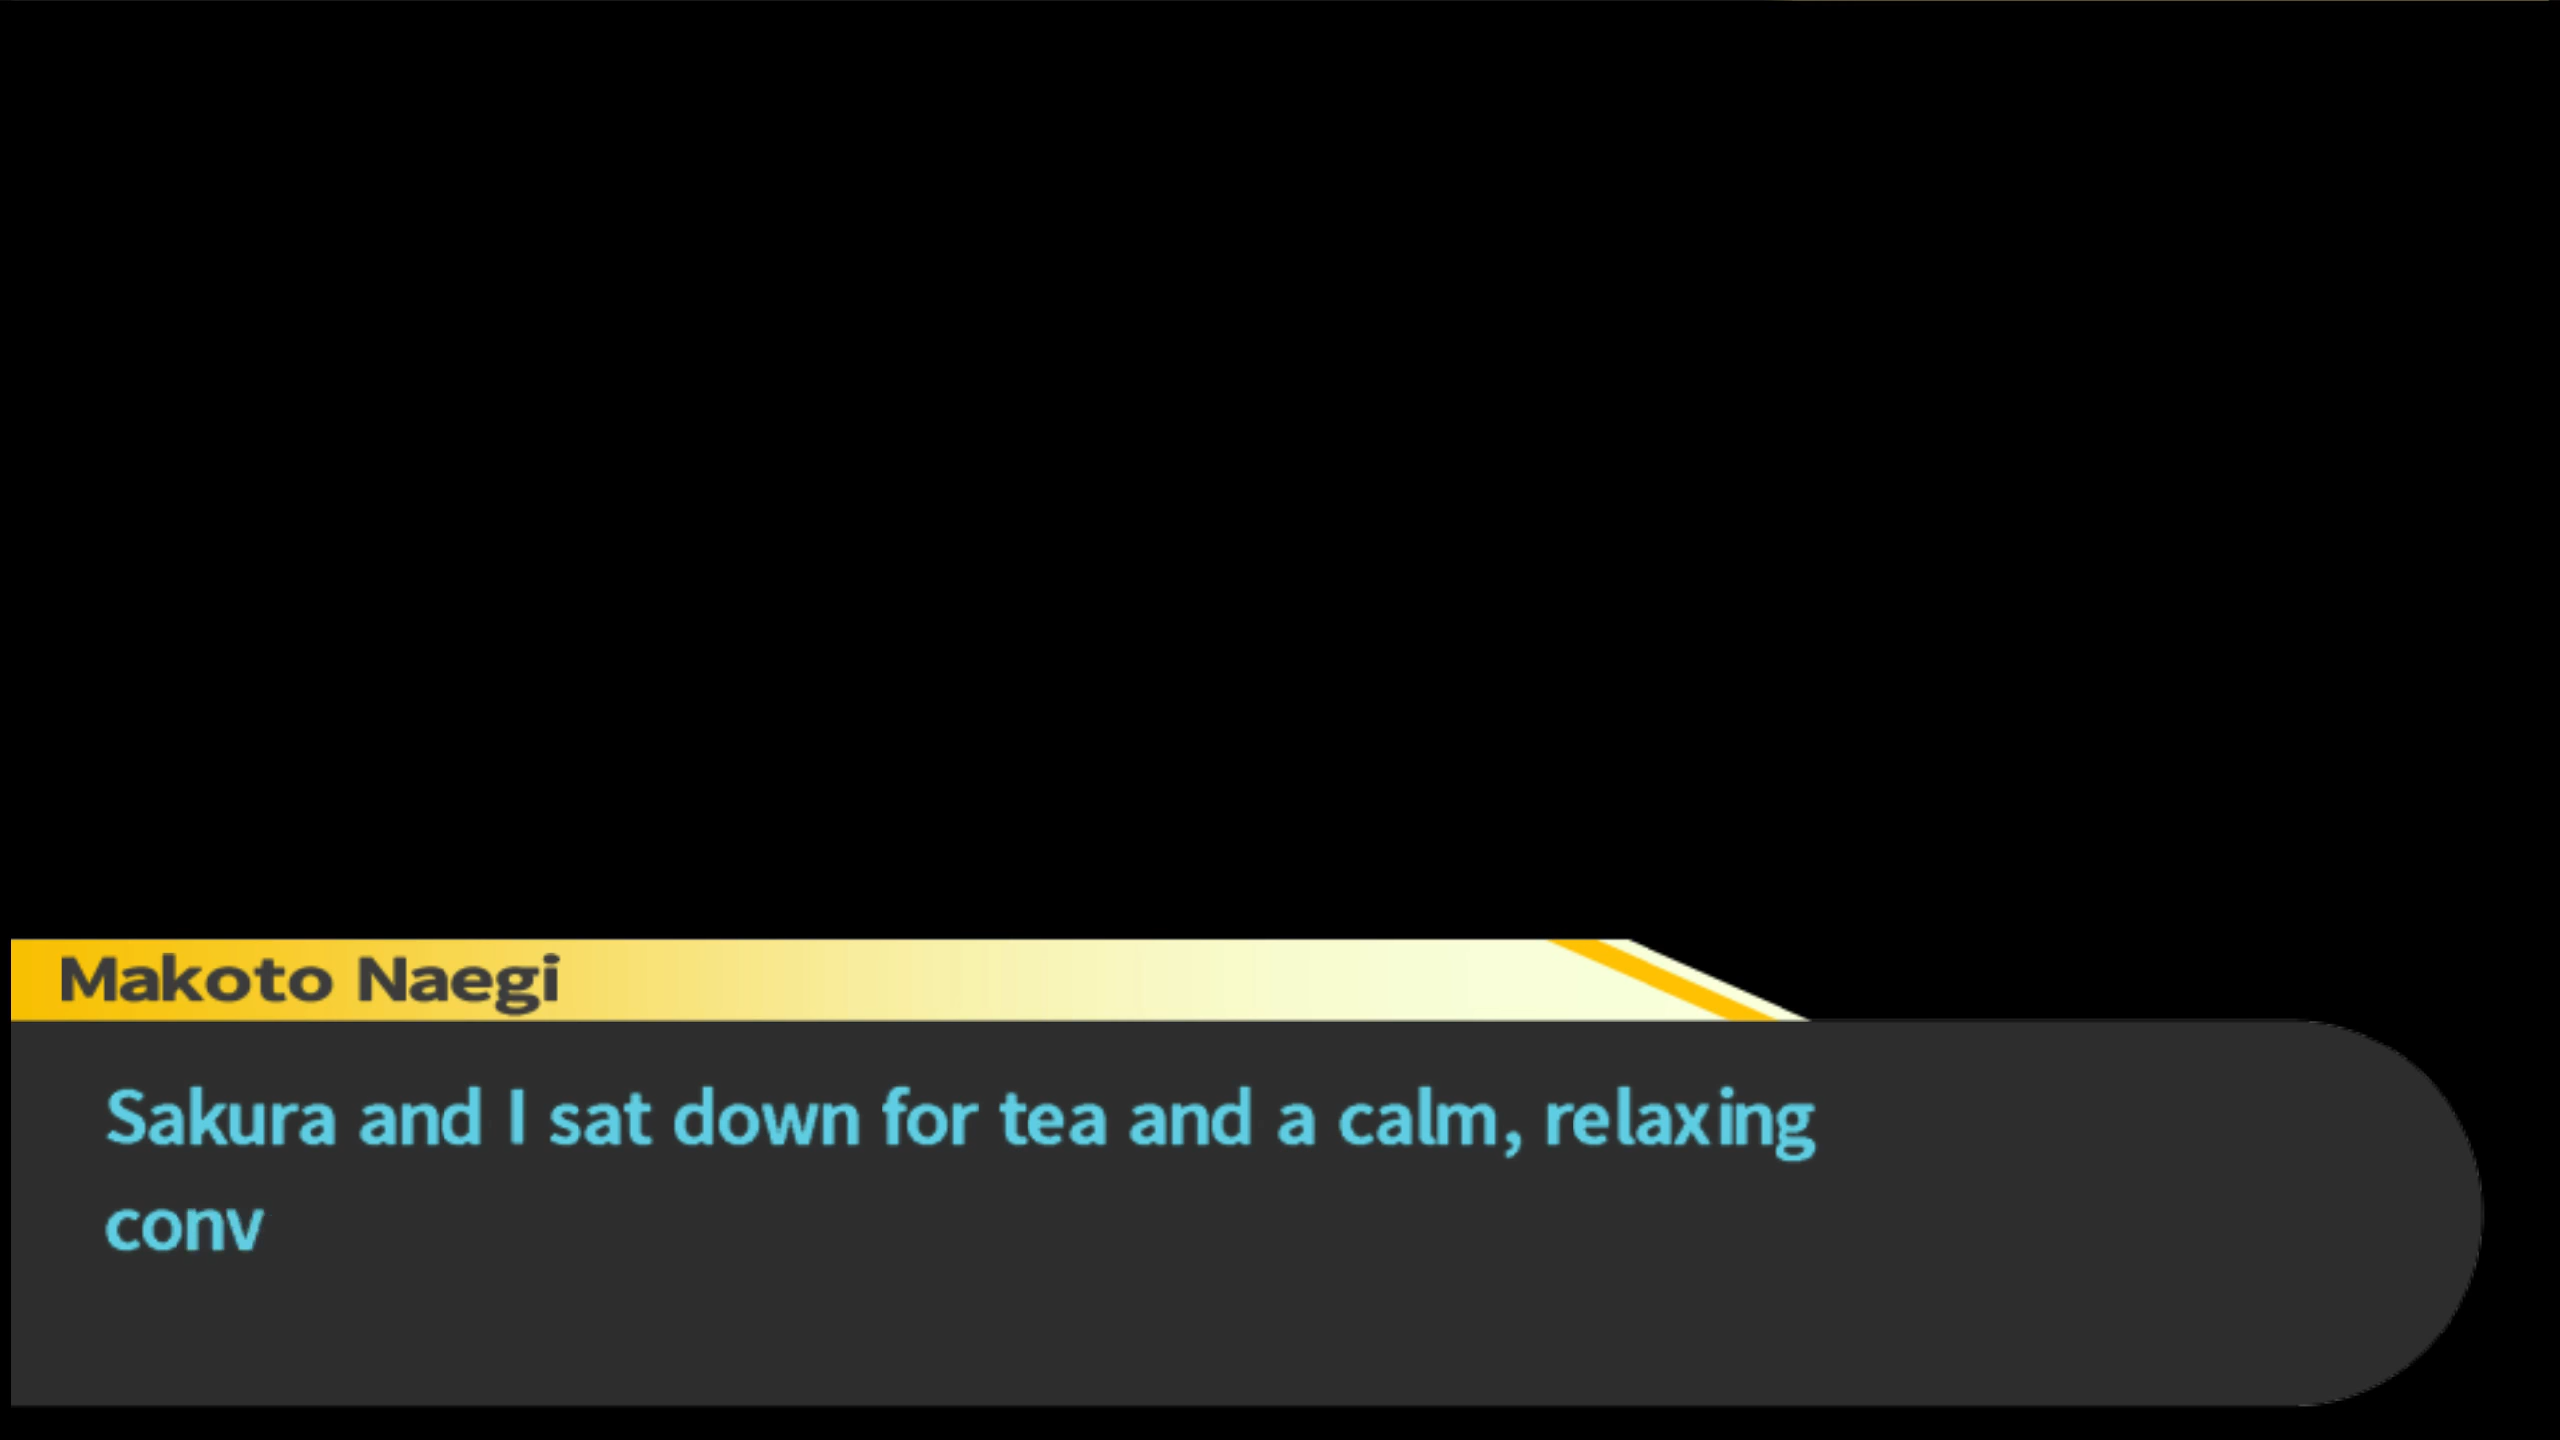 Makoto Naegi
Sakura and I sat down for tea and a calm, relaxing
conv